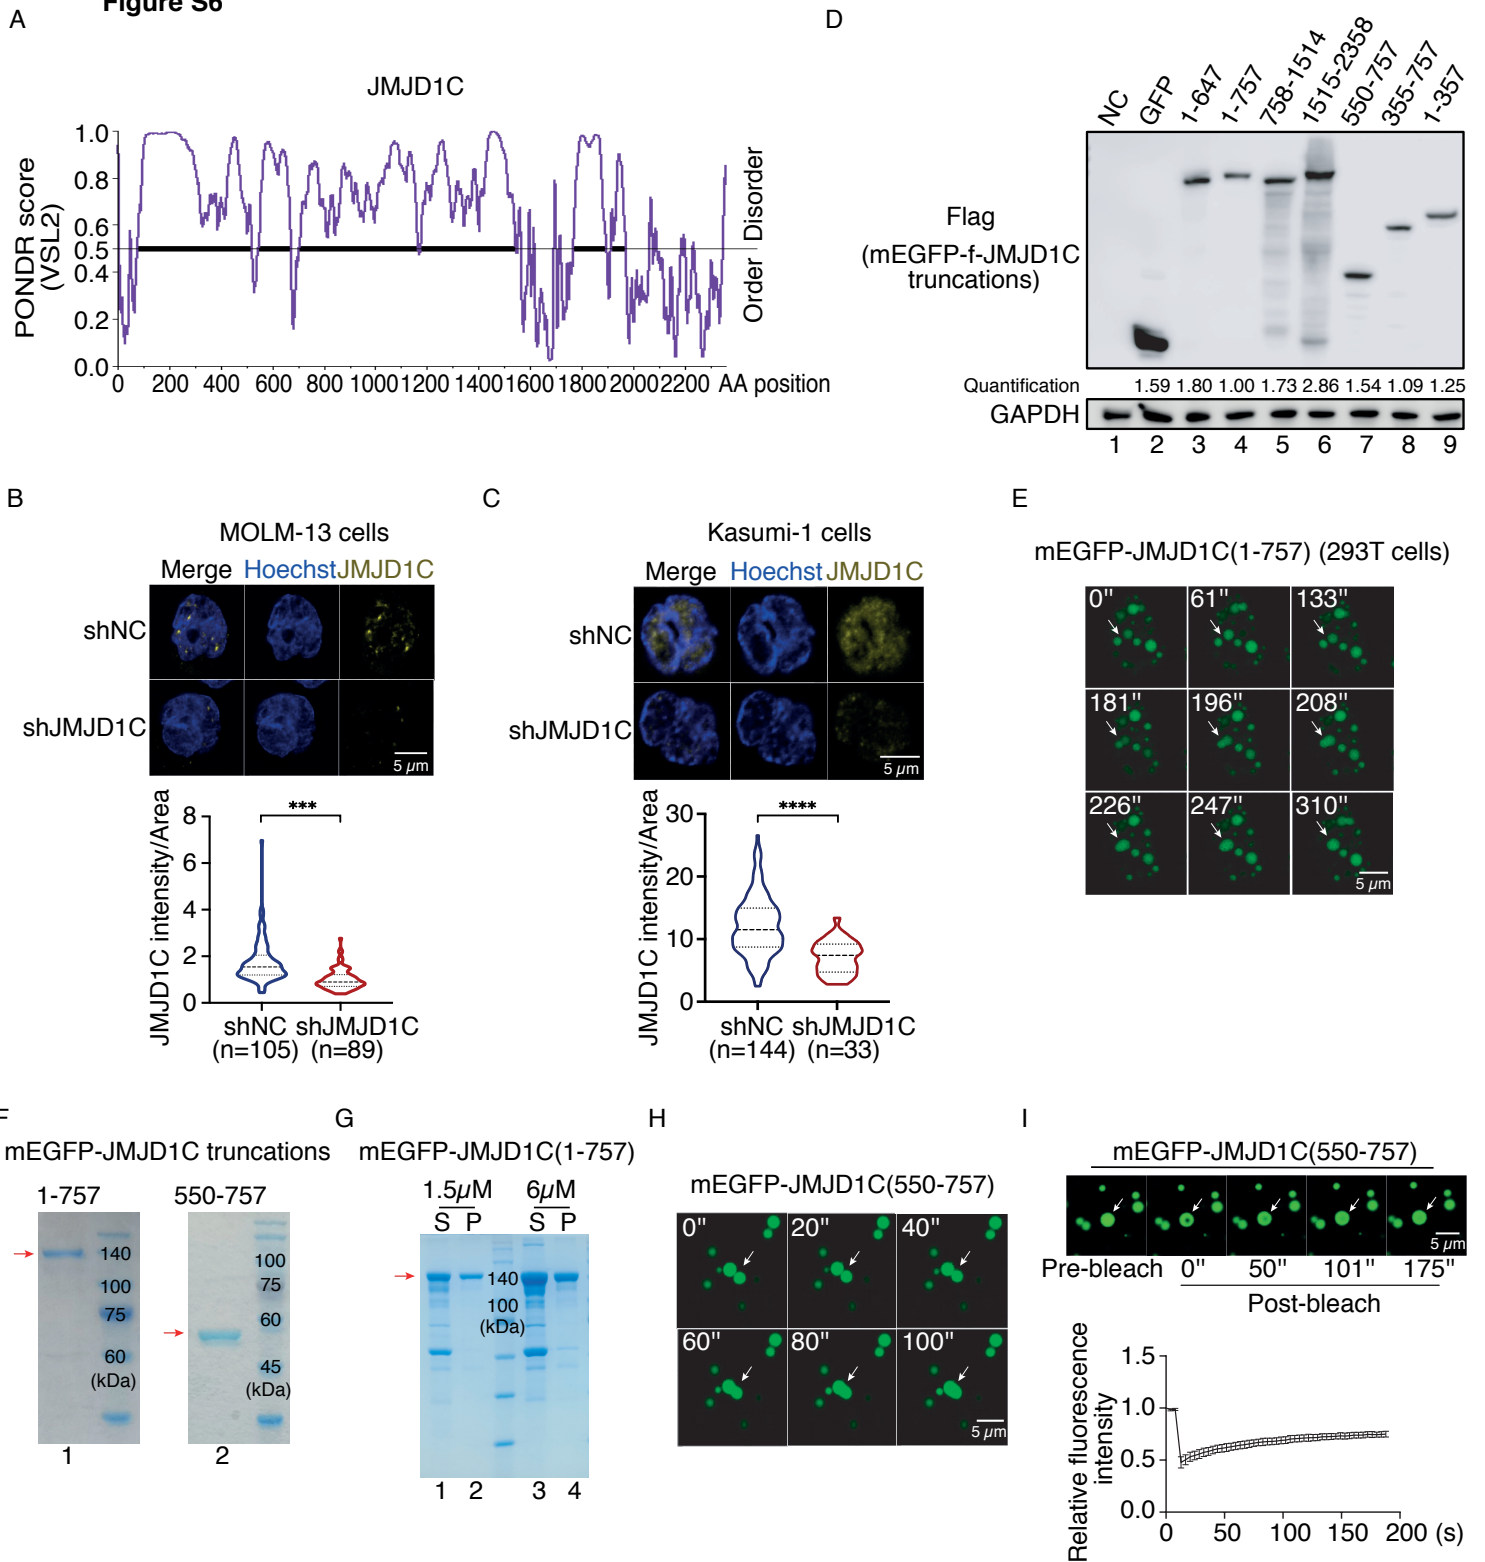 Figure S6
A
JMJD1C
PONDR score
(VSL2)
1.0
0.8
0.6
0.5
0.4
0.2
0.0
Disorder
Order
0 200 400 600 800 1000 1200 1400 1600 1800 2000 2200 AA position
D
NC GFP 1-647 1-757 758-1514 1515-2358 550-757 355-757 1-357
Flag
(mEGFP-f-JMJD1C
truncations)
Quantification 1.59 1.80 1.00 1.73 2.86 1.54 1.09 1.25
GAPDH
1 2 3 4 5 6 7 8 9
B
MOLM-13 cells
Merge Hoechst JMJD1C
shNC
shJMJD1C
5 µm
JMJD1C intensity/Area
8
6
4
2
0
***
shNC shJMJD1C
(n=105) (n=89)
C
Kasumi-1 cells
Merge Hoechst JMJD1C
shNC
shJMJD1C
5 µm
JMJD1C intensity/Area
30
20
10
0
****
shNC shJMJD1C
(n=144) (n=33)
E
mEGFP-JMJD1C(1-757) (293T cells)
0" 61" 133"
181" 196" 208"
226" 247" 310"
5 µm
F
mEGFP-JMJD1C truncations
1-757 550-757
140
100
75
60
(kDa)
1
100
75
60
45
(kDa)
2
G
mEGFP-JMJD1C(1-757)
1.5µM 6µM
S P S P
140
100
(kDa)
1 2 3 4
H
mEGFP-JMJD1C(550-757)
0" 20" 40"
60" 80" 100"
5 µm
I
mEGFP-JMJD1C(550-757)
5 µm
Pre-bleach 0" 50" 101" 175"
Post-bleach
Relative fluorescence
intensity
1.5
1.0
0.5
0.0
0 50 100 150 200 (s)